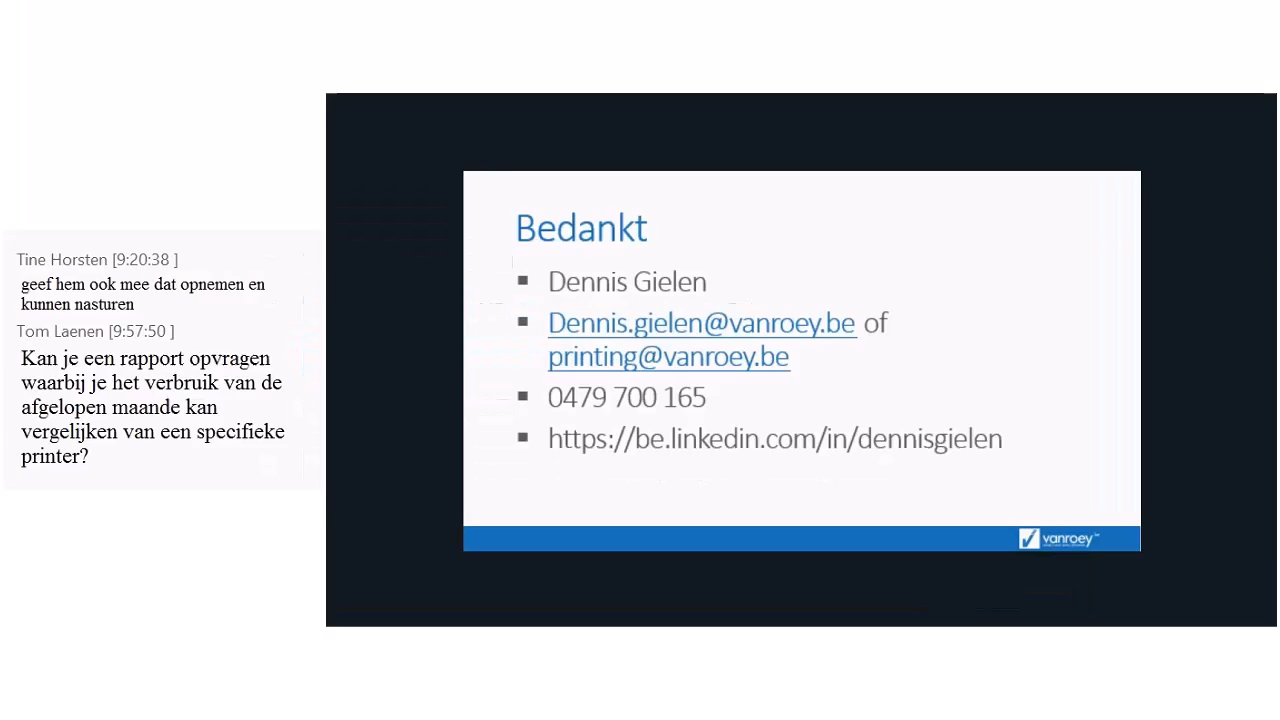 Tine Horsten [9:20:38 ]
geef hem ook mee dat opnemen en
kunnen nasturen
Tom Laenen [9:57:50 ]
Kan je een rapport opvragen
waarbij je het verbruik van de
afgelopen maande kan
vergelijken van een specifieke
printer?
Bedankt
▪ Dennis Gielen
▪ Dennis.gielen@vanroey.be of
printing@vanroey.be
▪ 0479 700 165
▪ https://be.linkedin.com/in/dennisgielen
vanroey